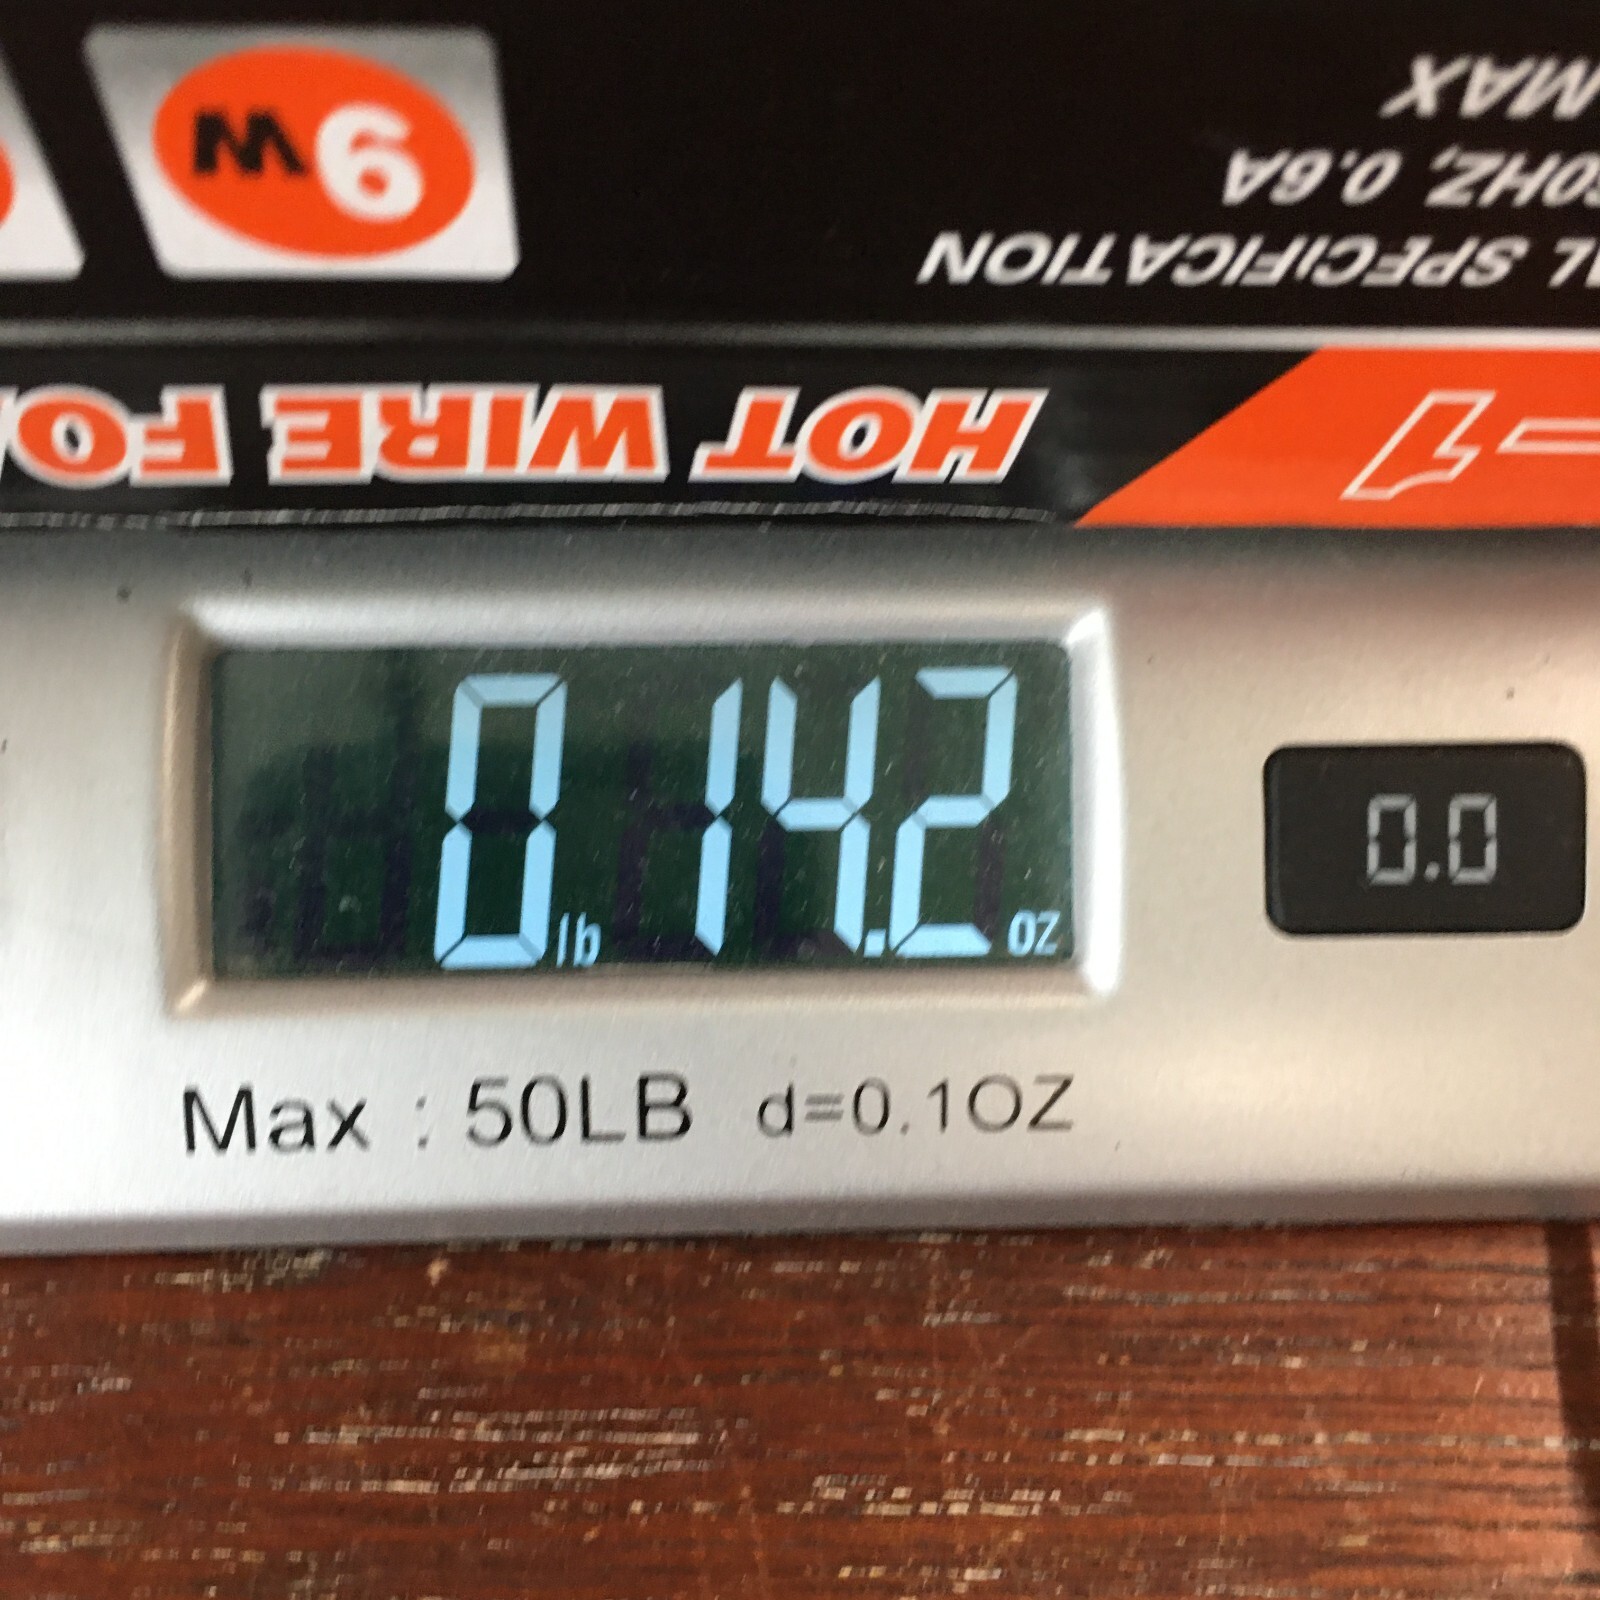 9W
MAX
0HZ, 0.6A
L SPECIFICATION
HOT WIRE FO
-1
0 lb 14.2 oz
0.0
Max : 50LB d=0.1OZ